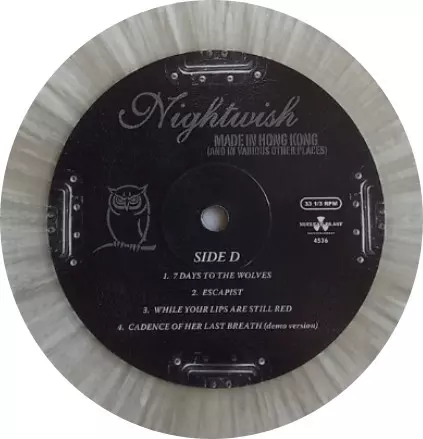 Nightwish
MADE IN HONG KONG
(AND IN VARIOUS OTHER PLACES)
33 1/3 RPM
NUCLEAR BLAST
4536
SIDE D
1. 7 DAYS TO THE WOLVES
2. ESCAPIST
3. WHILE YOUR LIPS ARE STILL RED
4. CADENCE OF HER LAST BREATH (demo version)